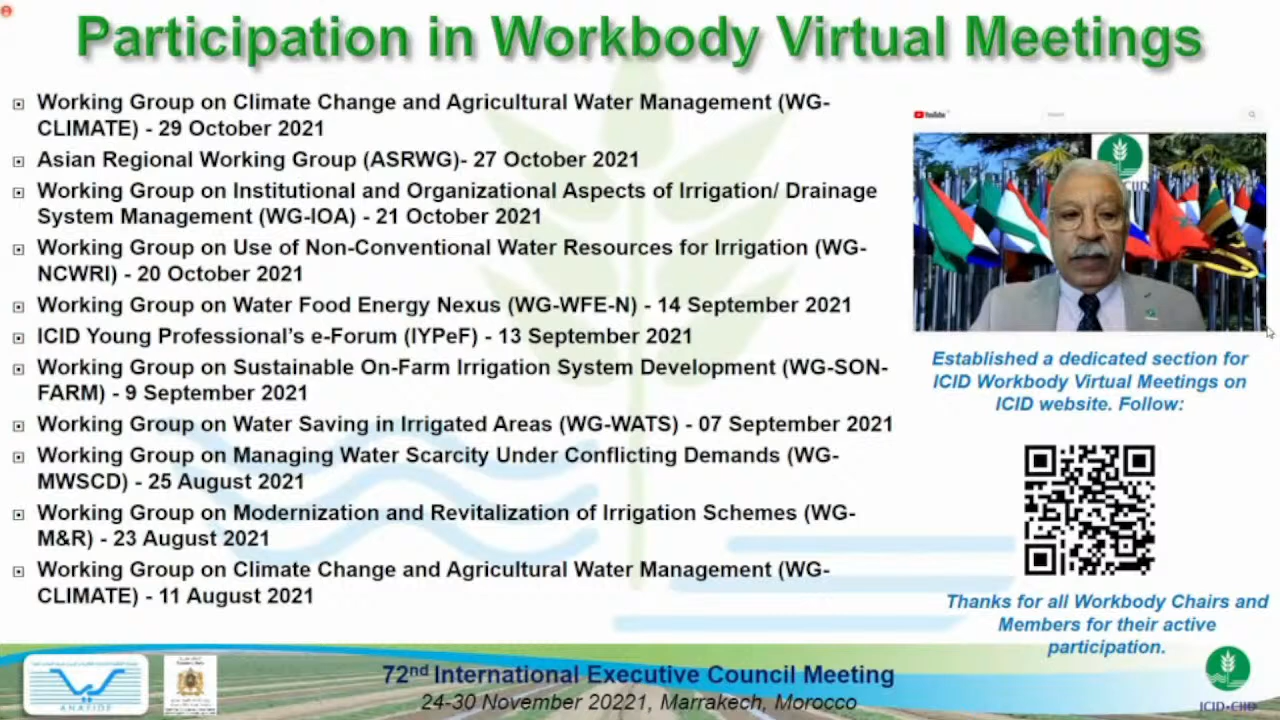 Participation in Workbody Virtual Meetings
Working Group on Climate Change and Agricultural Water Management (WG-
CLIMATE) - 29 October 2021
Asian Regional Working Group (ASRWG)- 27 October 2021
Working Group on Institutional and Organizational Aspects of Irrigation/ Drainage
System Management (WG-IOA) - 21 October 2021
Working Group on Use of Non-Conventional Water Resources for Irrigation (WG-
NCWRI) - 20 October 2021
Working Group on Water Food Energy Nexus (WG-WFE-N) - 14 September 2021
ICID Young Professional's e-Forum (IYPeF) - 13 September 2021
Working Group on Sustainable On-Farm Irrigation System Development (WG-SON-
FARM) - 9 September 2021
Working Group on Water Saving in Irrigated Areas (WG-WATS) - 07 September 2021
Working Group on Managing Water Scarcity Under Conflicting Demands (WG-
MWSCD) - 25 August 2021
Working Group on Modernization and Revitalization of Irrigation Schemes (WG-
M&R) - 23 August 2021
Working Group on Climate Change and Agricultural Water Management (WG-
CLIMATE) - 11 August 2021
YouTube
Search
Established a dedicated section for
ICID Workbody Virtual Meetings on
ICID website. Follow:
Thanks for all Workbody Chairs and
Members for their active
participation.
ANAFIDE
72nd International Executive Council Meeting
24-30 November 20221, Marrakech, Morocco
ICID•CIID